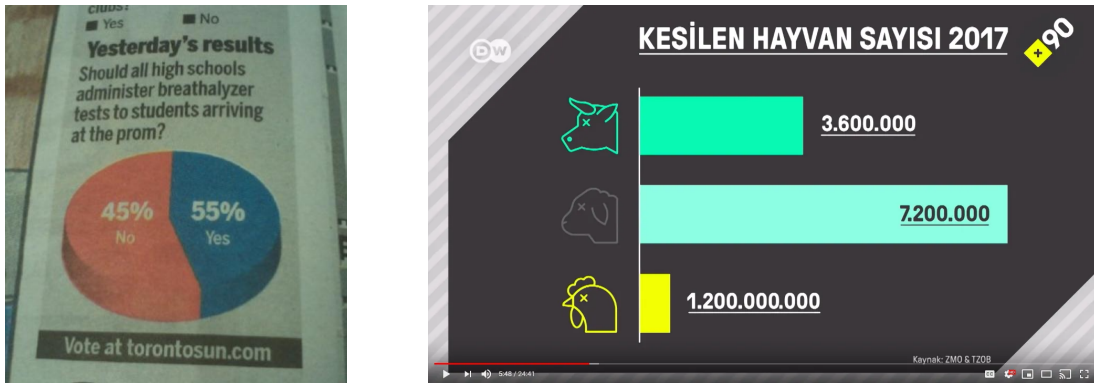 clubs?
Yes No
Yesterday's results
Should all high schools
administer breathalyzer
tests to students arriving
at the prom?
45% 55%
No Yes
Vote at torontosun.com
DW
KESİLEN HAYVAN SAYISI 2017
+90
3.600.000
7.200.000
1.200.000.000
Kaynak: ZMO & TZOB
5:48 / 24:41